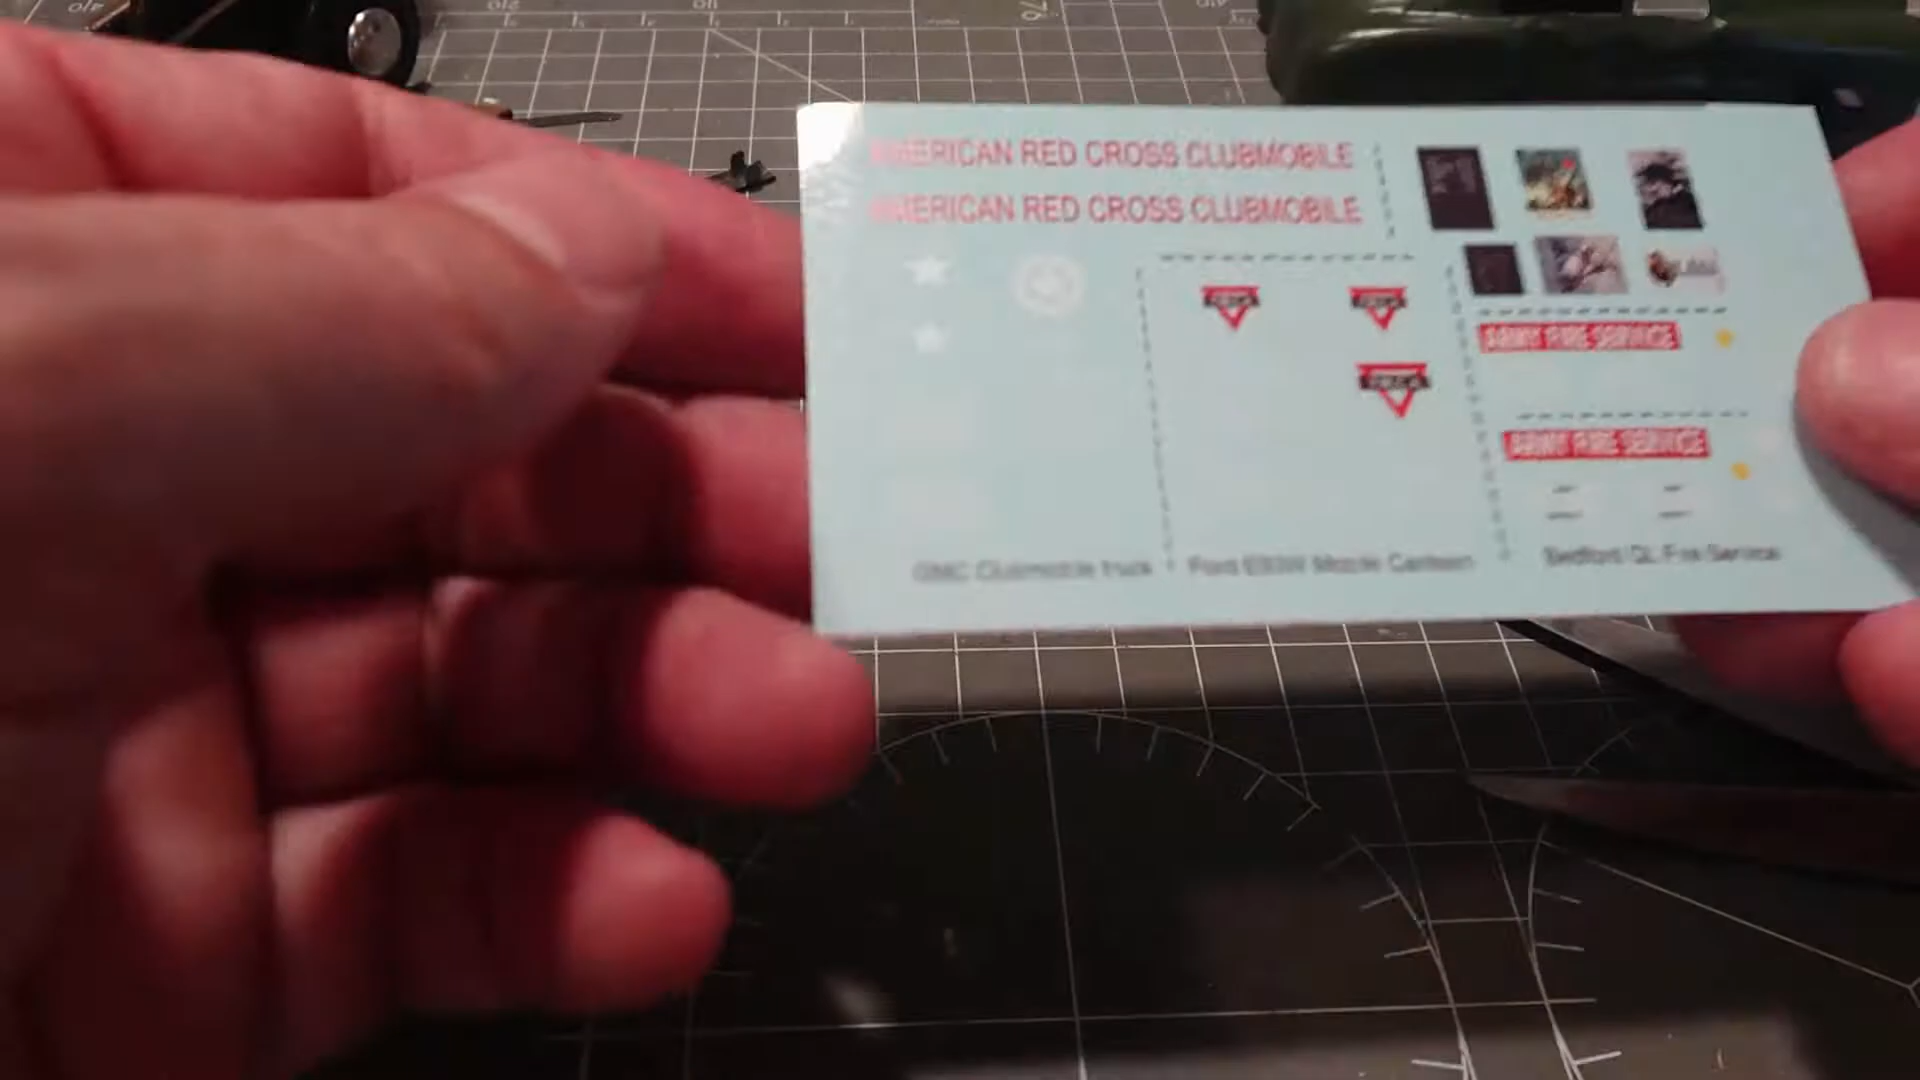 AMERICAN RED CROSS CLUBMOBILE
AMERICAN RED CROSS CLUBMOBILE
ARMY FIRE SERVICE
ARMY FIRE SERVICE
GMC Clubmobile truck
Ford E83W Mobile Canteen
Bedford QL Fire Service